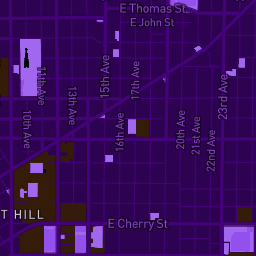 E Thomas St
E John St
15th Ave
17th Ave
11th Ave
13th Ave
10th Ave
23rd Ave
20th Ave
21st Ave
22nd Ave
16th Ave
T HILL
E Cherry St